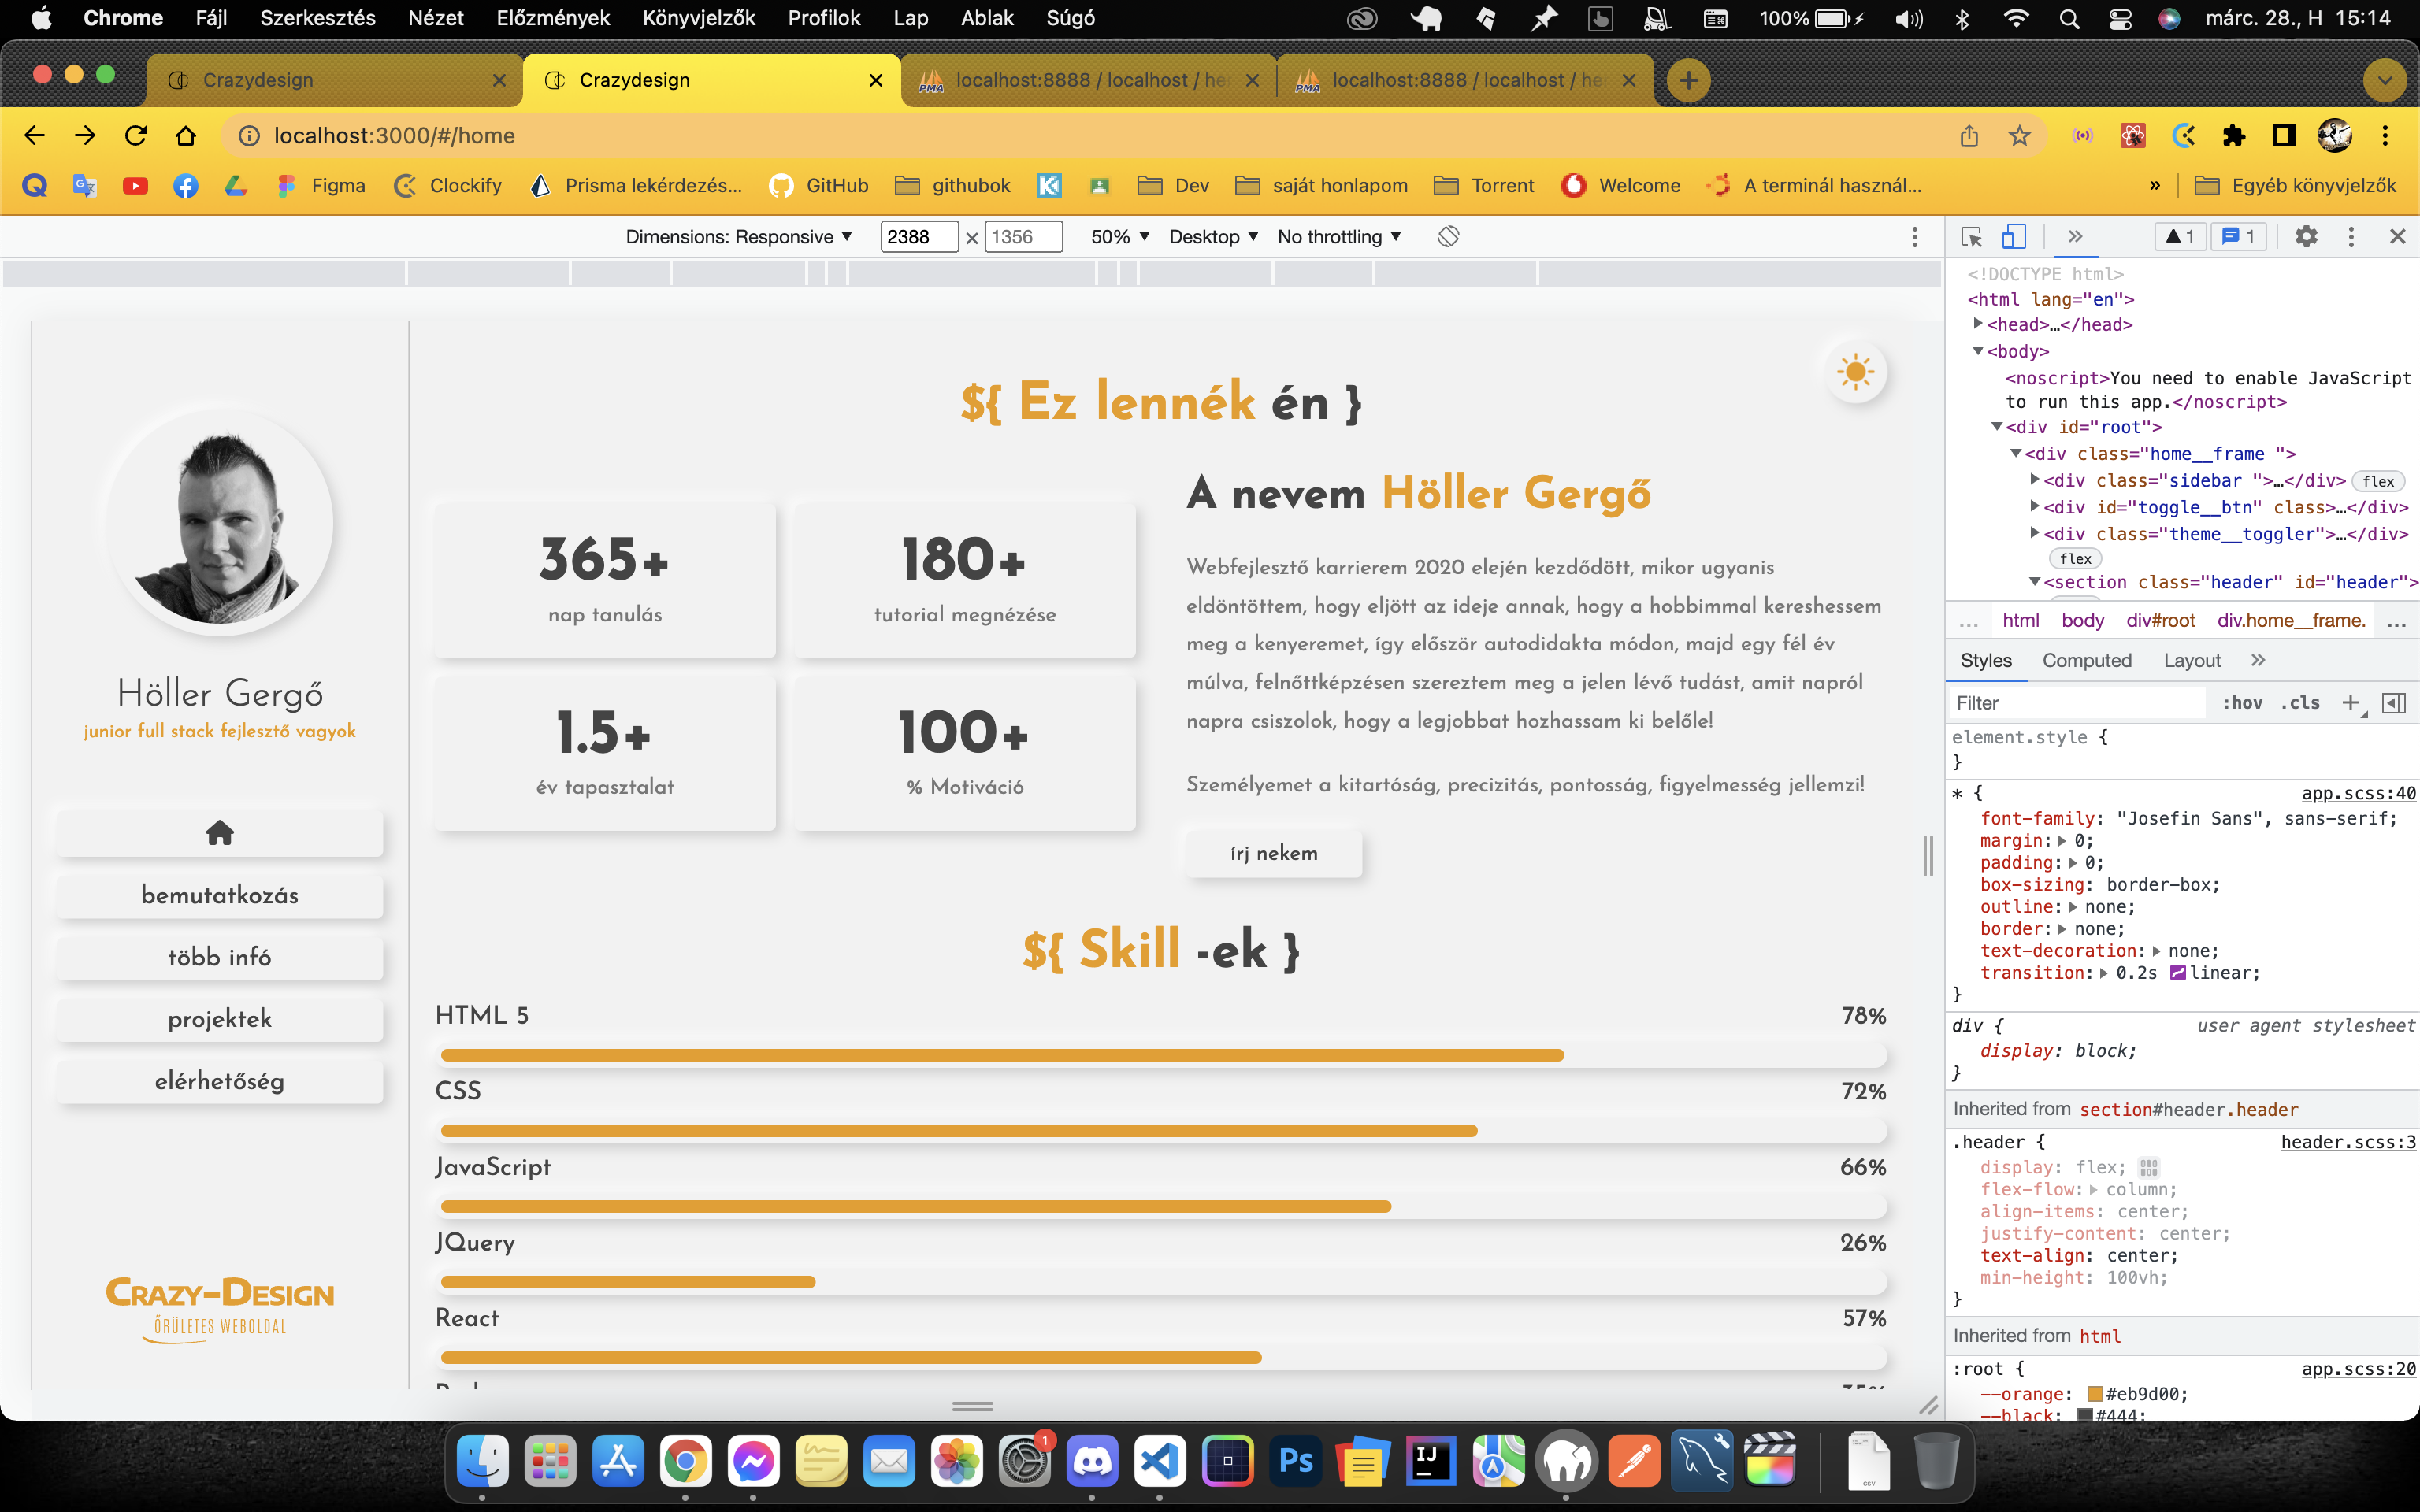 Chrome Fájl Szerkesztés Nézet Előzmények Könyvjelzők Profilok Lap Ablak Súgó 100% márc. 28., H 15:14
Crazydesign Crazydesign localhost:8888 / localhost / he localhost:8888 / localhost / he
localhost:3000/#/home
Figma Clockify Prisma lekérdezés... GitHub githubok Dev saját honlapom Torrent Welcome A terminál használ... » Egyéb könyvjelzők
Dimensions: Responsive 2388 × 1356 50% Desktop No throttling
1 1
${ Ez lennék én }
Höller Gergő
junior full stack fejlesztő vagyok
bemutatkozás
több infó
projektek
elérhetőség
CRAZY-DESIGN
ŐRÜLETES WEBOLDAL
365+
nap tanulás
180+
tutorial megnézése
1.5+
év tapasztalat
100+
% Motiváció
A nevem Höller Gergő
Webfejlesztő karrierem 2020 elején kezdődött, mikor ugyanis
eldöntöttem, hogy eljött az ideje annak, hogy a hobbimmal kereshessem
meg a kenyeremet, így először autodidakta módon, majd egy fél év
múlva, felnőttképzésen szereztem meg a jelen lévő tudást, amit napról
napra csiszolok, hogy a legjobbat hozhassam ki belőle!
Személyemet a kitartóság, precizitás, pontosság, figyelmesség jellemzi!
írj nekem
${ Skill -ek }
HTML 5 78%
CSS 72%
JavaScript 66%
JQuery 26%
React 57%
<!DOCTYPE html>
<html lang="en">
<head>…</head>
<body>
<noscript>You need to enable JavaScript
to run this app.</noscript>
<div id="root">
<div class="home__frame ">
<div class="sidebar ">…</div> flex
<div id="toggle__btn" class>…</div>
<div class="theme__toggler">…</div>
flex
<section class="header" id="header">
... html body div#root div.home__frame. ...
Styles Computed Layout »
Filter :hov .cls +
element.style {
}
* { app.scss:40
font-family: "Josefin Sans", sans-serif;
margin: 0;
padding: 0;
box-sizing: border-box;
outline: none;
border: none;
text-decoration: none;
transition: 0.2s linear;
}
div { user agent stylesheet
display: block;
}
Inherited from section#header.header
.header { header.scss:3
display: flex;
flex-flow: column;
align-items: center;
justify-content: center;
text-align: center;
min-height: 100vh;
}
Inherited from html
:root { app.scss:20
--orange: #eb9d00;
--black: #444;
1
Ps
IJ
CSV